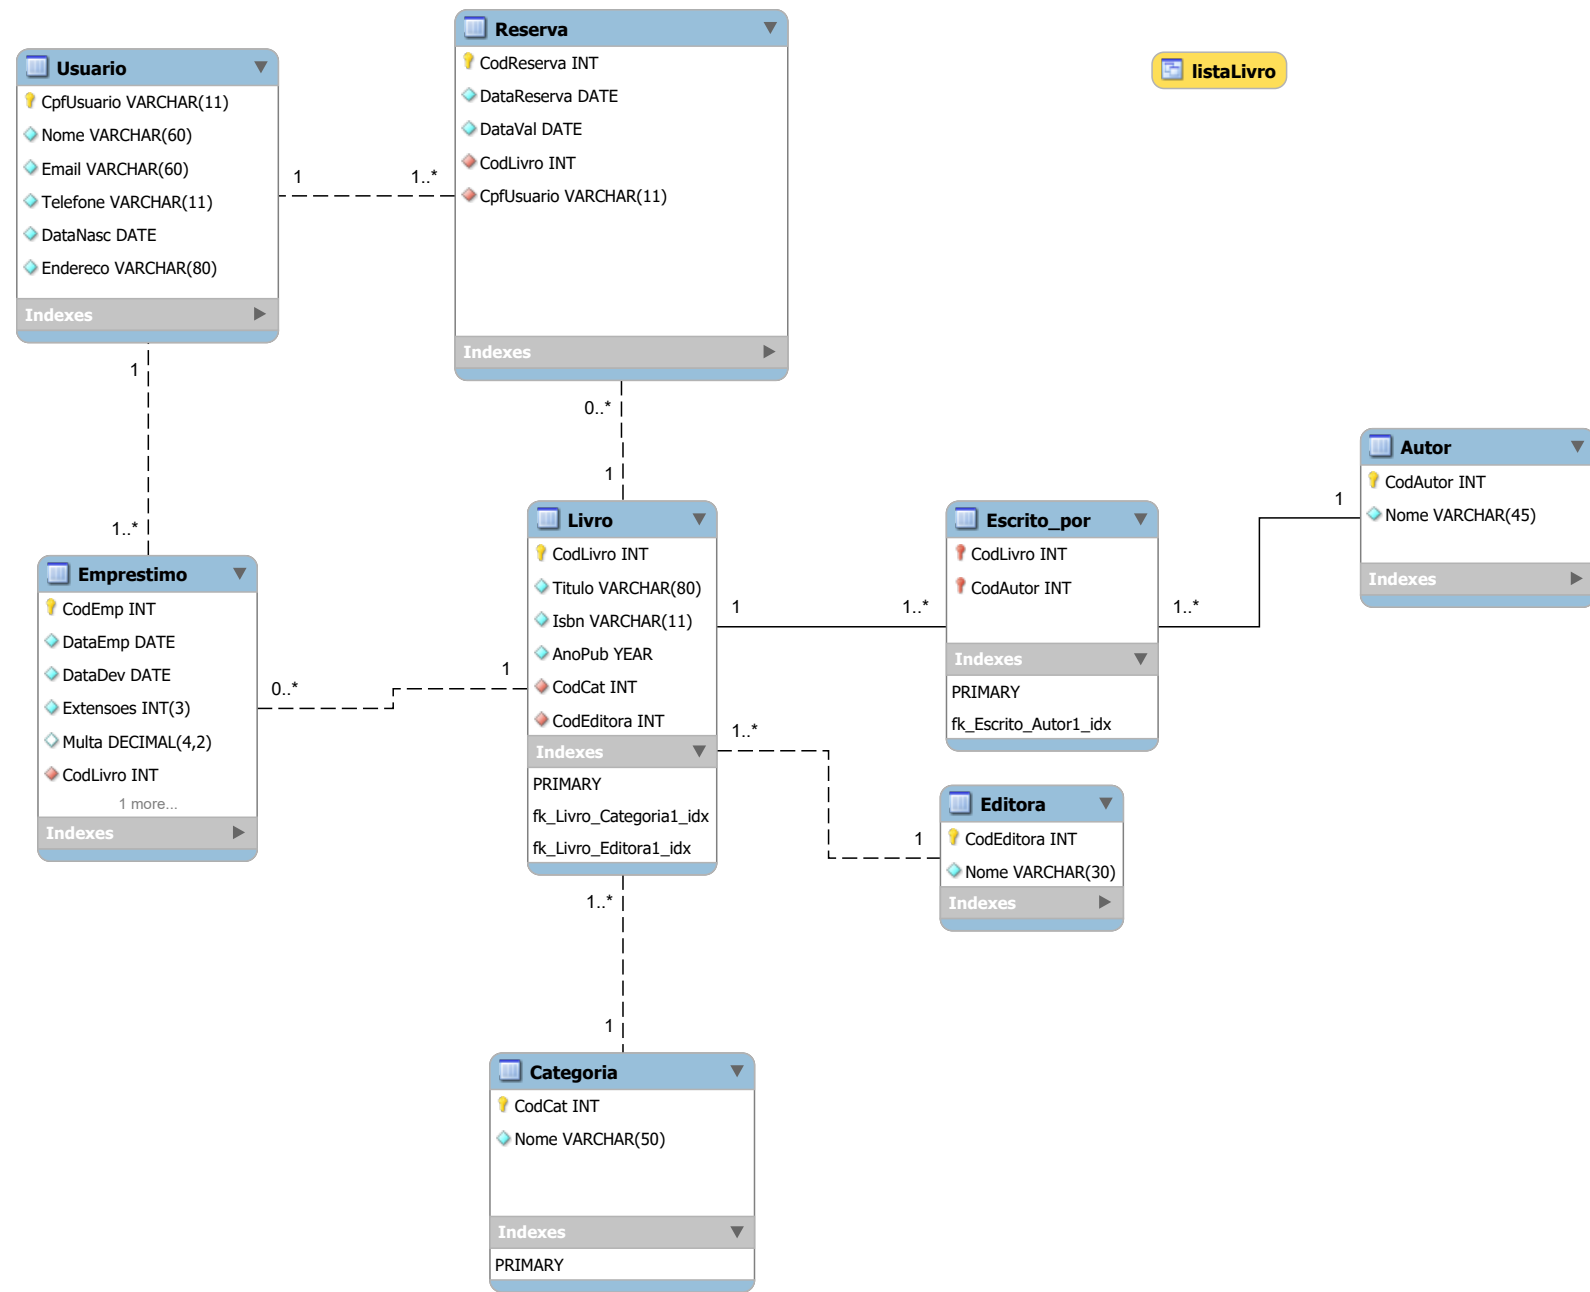 Usuario
CpfUsuario VARCHAR(11)
Nome VARCHAR(60)
Email VARCHAR(60)
Telefone VARCHAR(11)
DataNasc DATE
Endereco VARCHAR(80)
Indexes
Reserva
CodReserva INT
DataReserva DATE
DataVal DATE
CodLivro INT
CpfUsuario VARCHAR(11)
Indexes
listaLivro
1
1..*
1
1..*
0..*
1
Emprestimo
CodEmp INT
DataEmp DATE
DataDev DATE
Extensoes INT(3)
Multa DECIMAL(4,2)
CodLivro INT
1 more...
Indexes
0..*
1
Livro
CodLivro INT
Titulo VARCHAR(80)
Isbn VARCHAR(11)
AnoPub YEAR
CodCat INT
CodEditora INT
Indexes
PRIMARY
fk_Livro_Categoria1_idx
fk_Livro_Editora1_idx
1
1..*
Escrito_por
CodLivro INT
CodAutor INT
Indexes
PRIMARY
fk_Escrito_Autor1_idx
1..*
1
Autor
CodAutor INT
Nome VARCHAR(45)
Indexes
1..*
1
Editora
CodEditora INT
Nome VARCHAR(30)
Indexes
1..*
1
Categoria
CodCat INT
Nome VARCHAR(50)
Indexes
PRIMARY